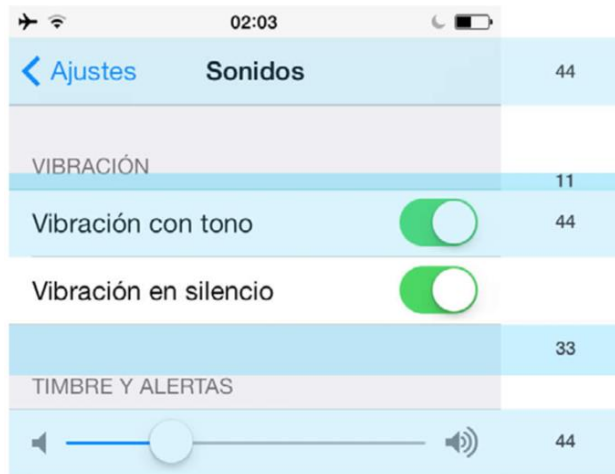 02:03
Ajustes Sonidos 44
VIBRACIÓN
11
Vibración con tono 44
Vibración en silencio
33
TIMBRE Y ALERTAS
44